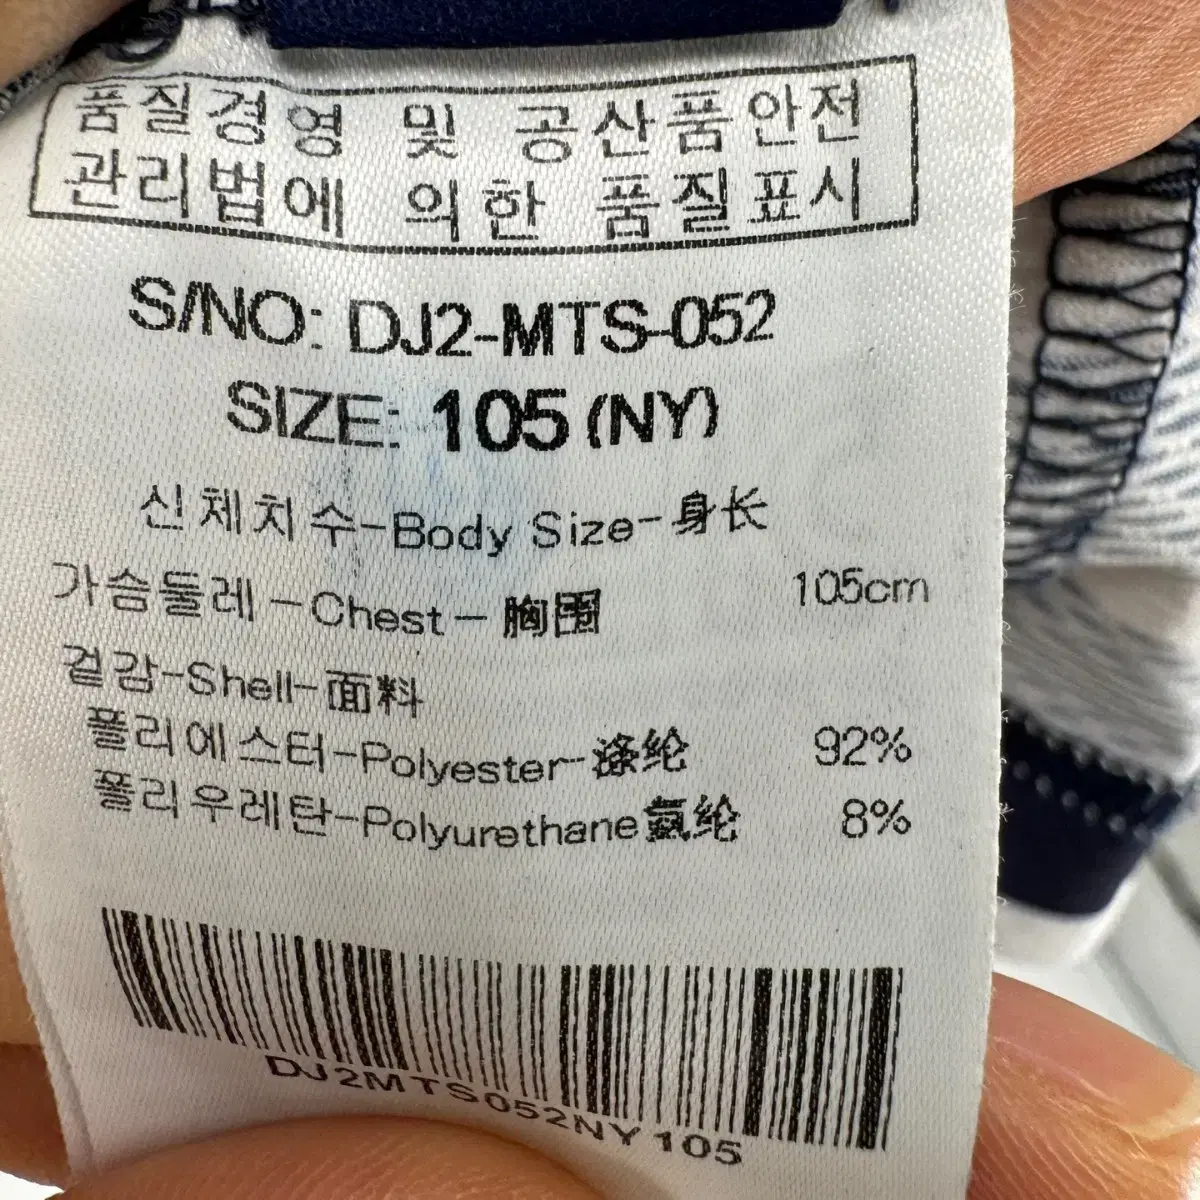 품질경영 및 공산품안전
관리법에 의한 품질표시
S/NO: DJ2-MTS-052
SIZE: 105 (NY)
신체치수-Body Size-身长
가슴둘레-Chest-胸围 105cm
겉감-Shell-面料
폴리에스터-Polyester-涤纶 92%
폴리우레탄-Polyurethane氨纶 8%
DJ2MTS052NY105